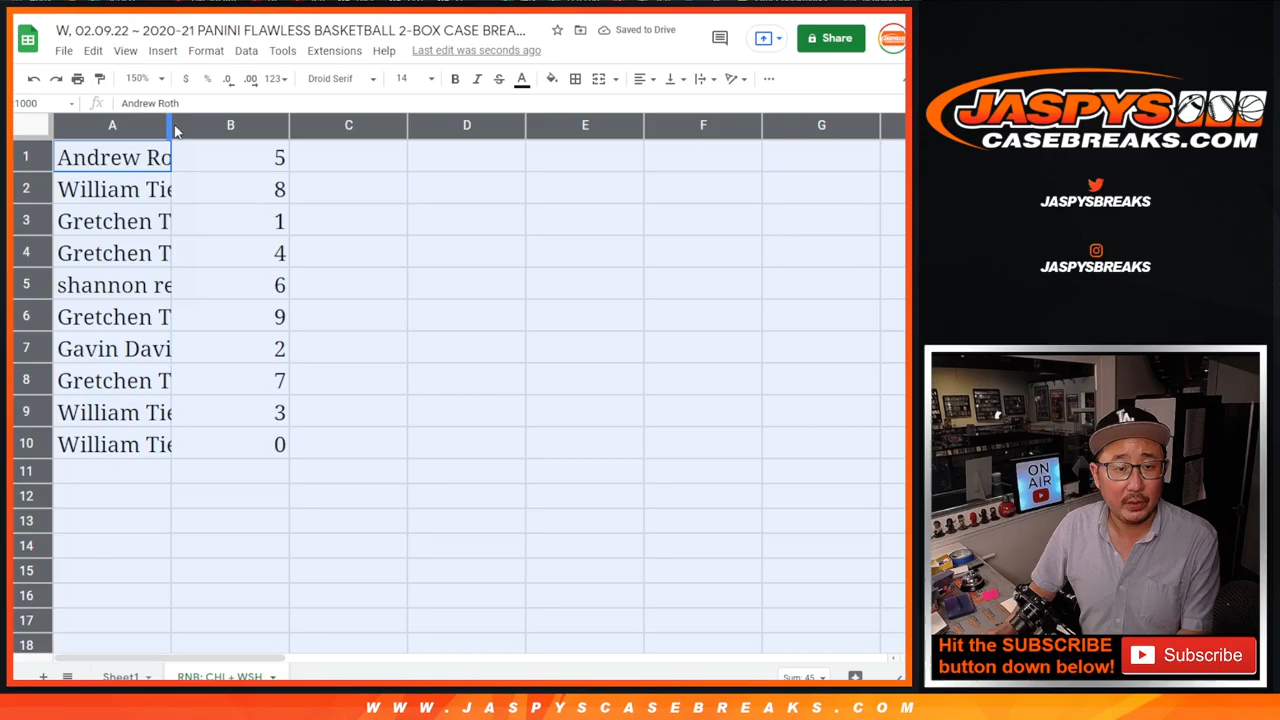 W, 02.09.22 ~ 2020-21 PANINI FLAWLESS BASKETBALL 2-BOX CASE BREA...
Saved to Drive
File Edit View Insert Format Data Tools Extensions Help Last edit was seconds ago
Share
150% $ % .0 .00 123 Droid Serif 14 B I S A
1000 fx Andrew Roth
A B C D E F G
1 Andrew Ro 5
2 William Tie 8
3 Gretchen T 1
4 Gretchen T 4
5 shannon re 6
6 Gretchen T 9
7 Gavin Davi 2
8 Gretchen T 7
9 William Tie 3
10 William Tie 0
11
12
13
14
15
16
17
18
+ Sheet1 RNB: CHI + WSH Sum: 45
JASPYS
CASEBREAKS.COM
JASPYSBREAKS
JASPYSBREAKS
LA
ON
AIR
Hit the SUBSCRIBE
button down below!
Subscribe
WWW.JASPYSCASEBREAKS.COM